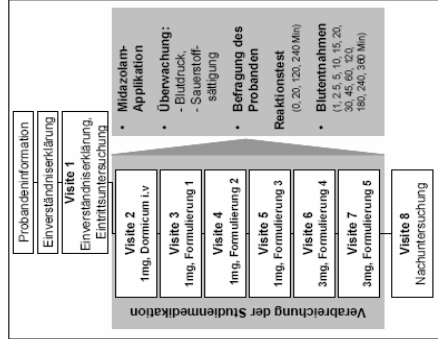 Probandeninformation
Einverständniserklärung
Visite 1
Einverständniserklärung,
Eintrittsuntersuchung
Verabreichung der Studienmedikation
Visite 2
1mg, Dormicum i.v
Visite 3
1mg, Formulierung 1
Visite 4
1mg, Formulierung 2
Visite 5
1mg, Formulierung 3
Visite 6
3mg, Formulierung 4
Visite 7
3mg, Formulierung 5
Visite 8
Nachuntersuchung
• Midazolam-
Applikation
• Überwachung:
- Blutdruck,
- Sauerstoff-
sättigung
• Befragung des
Probanden
Reaktionstest
(0, 20, 120, 240 Min)
• Blutentnahmen
(1, 2.5, 5, 10, 15, 20,
30, 45, 60, 120,
180, 240, 360 Min)